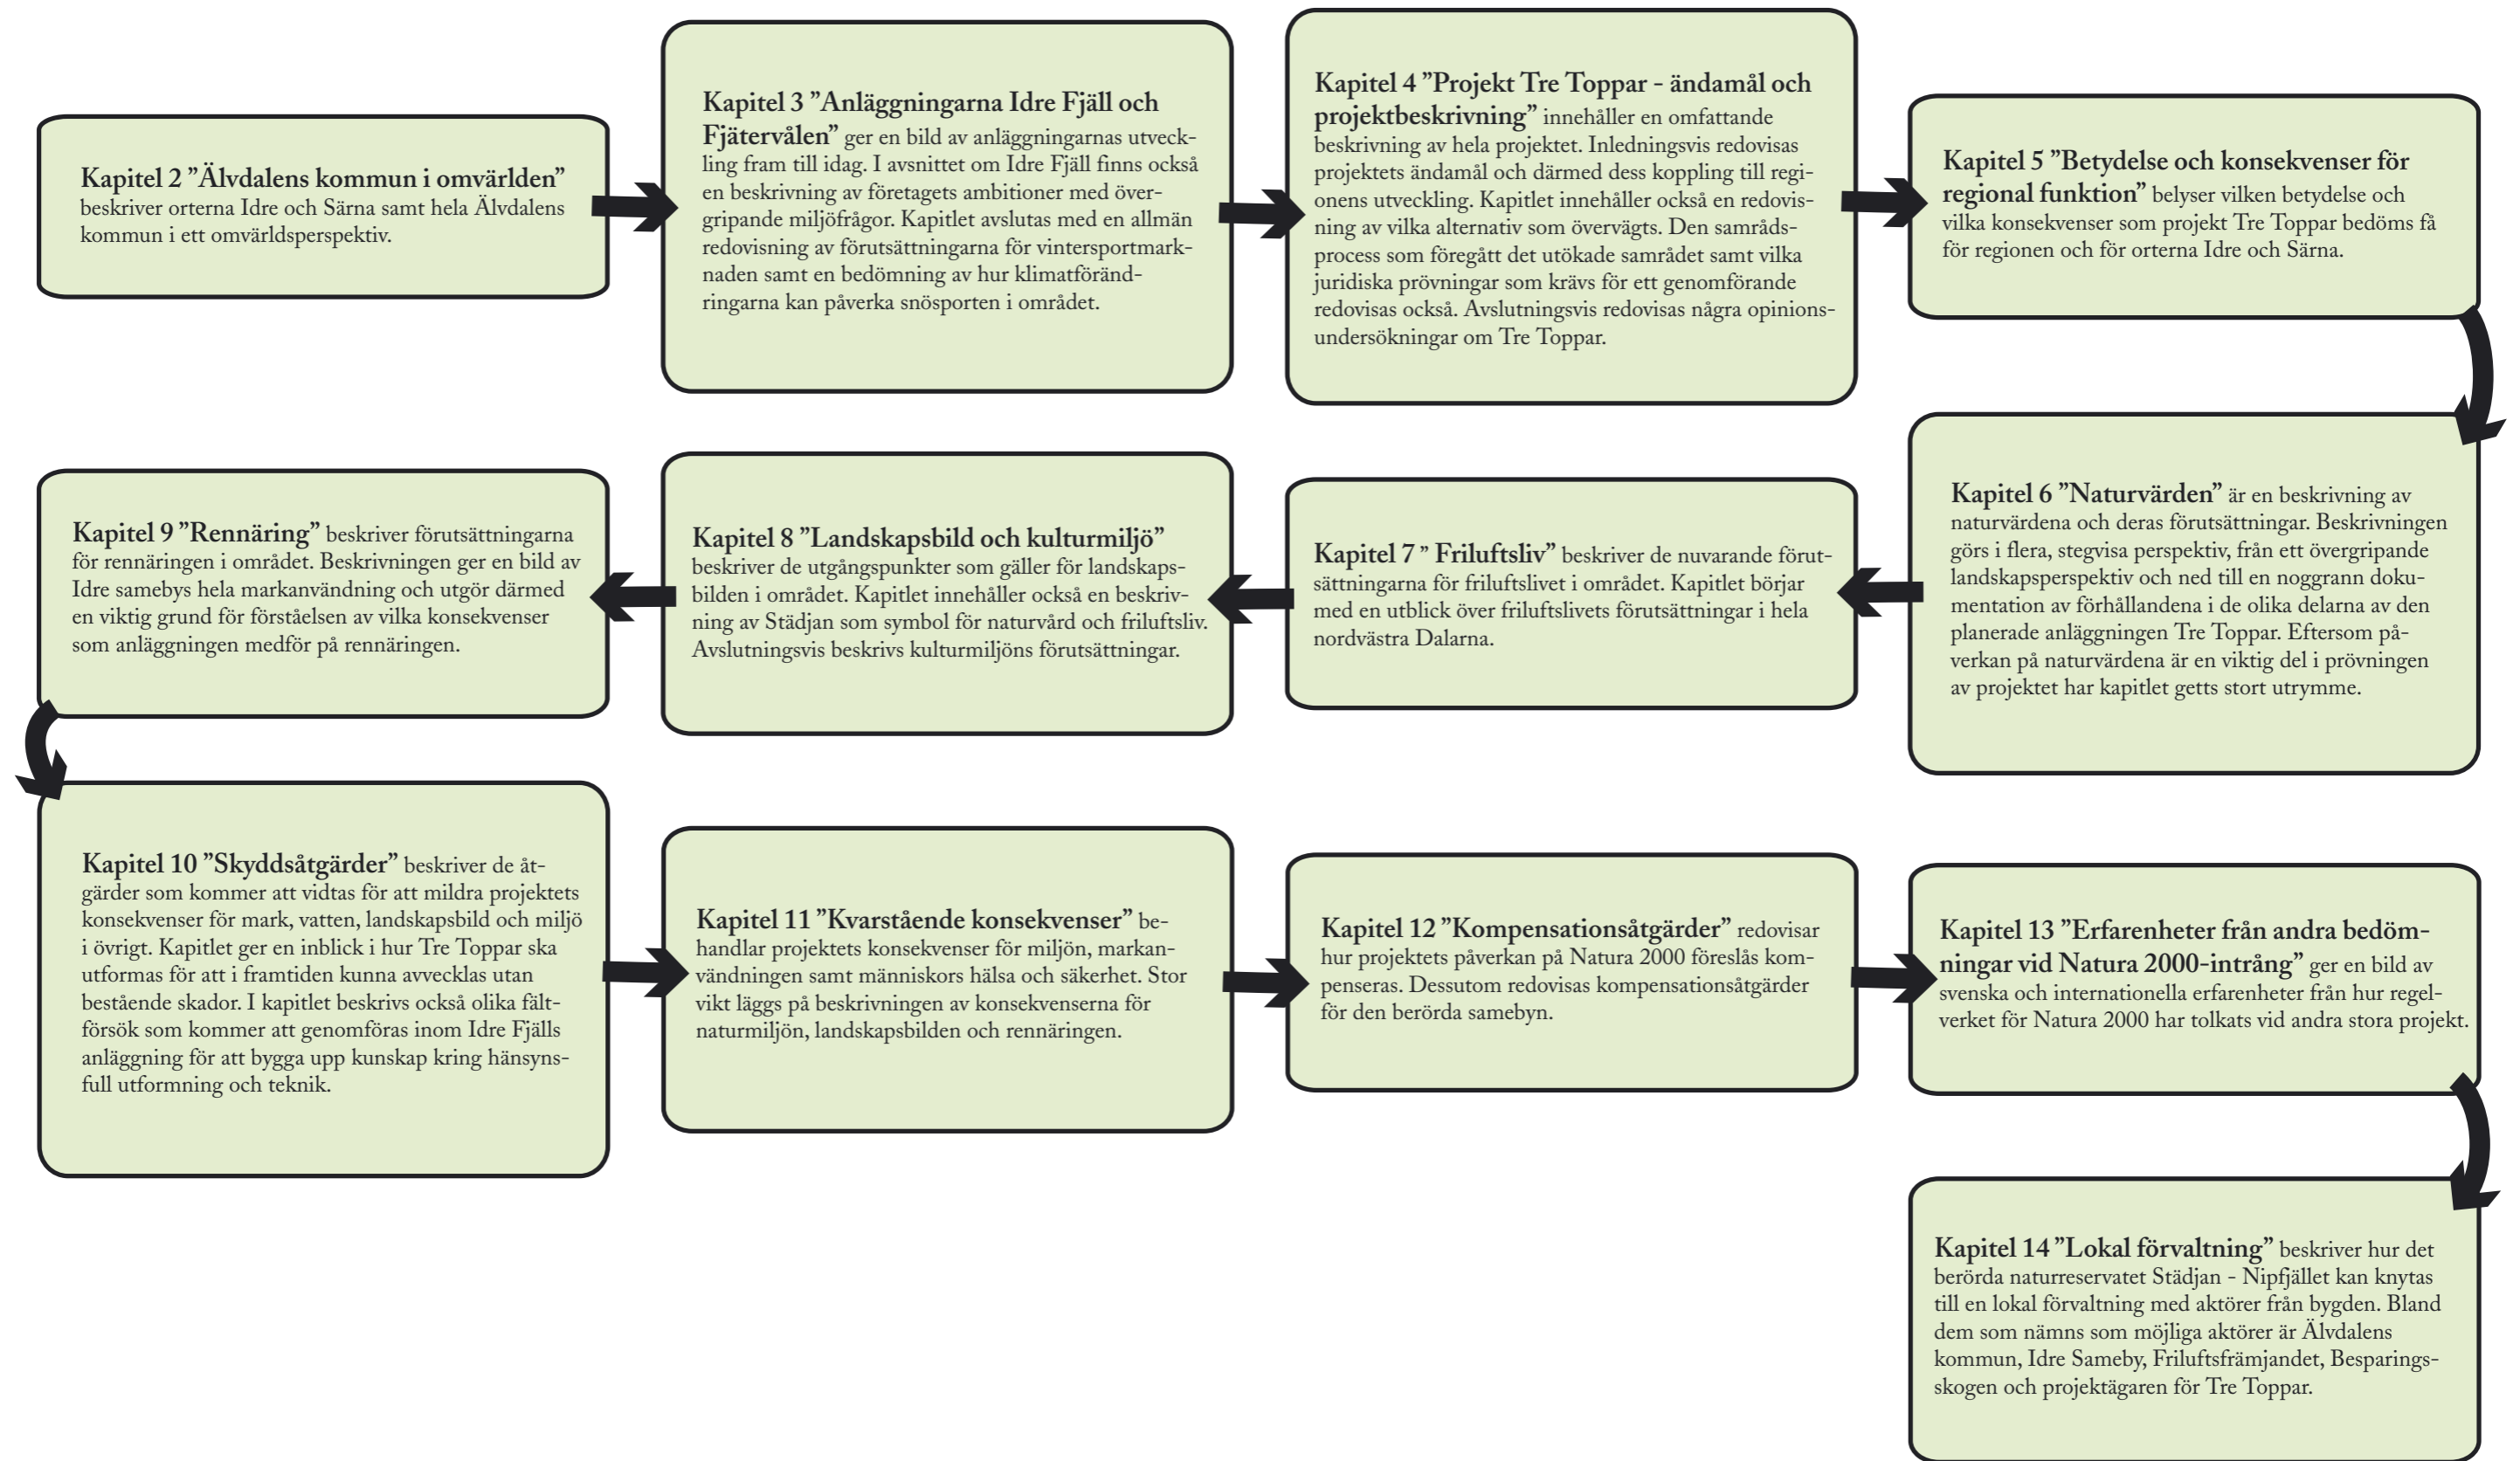 Kapitel 2 ”Älvdalens kommun i omvärlden”
beskriver orterna Idre och Särna samt hela Älvdalens
kommun i ett omvärldsperspektiv.
Kapitel 3 ”Anläggningarna Idre Fjäll och
Fjätervålen” ger en bild av anläggningarnas utveck-
ling fram till idag. I avsnittet om Idre Fjäll finns också
en beskrivning av företagets ambitioner med över-
gripande miljöfrågor. Kapitlet avslutas med en allmän
redovisning av förutsättningarna för vintersportmark-
naden samt en bedömning av hur klimatföränd-
ringarna kan påverka snösporten i området.
Kapitel 4 ”Projekt Tre Toppar - ändamål och
projektbeskrivning” innehåller en omfattande
beskrivning av hela projektet. Inledningsvis redovisas
projektets ändamål och därmed dess koppling till regi-
onens utveckling. Kapitlet innehåller också en redovis-
ning av vilka alternativ som övervägts. Den samråds-
process som föregått det utökade samrådet samt vilka
juridiska prövningar som krävs för ett genomförande
redovisas också. Avslutningsvis redovisas några opinions-
undersökningar om Tre Toppar.
Kapitel 5 ”Betydelse och konsekvenser för
regional funktion” belyser vilken betydelse och
vilka konsekvenser som projekt Tre Toppar bedöms få
för regionen och för orterna Idre och Särna.
Kapitel 6 ”Naturvärden” är en beskrivning av
naturvärdena och deras förutsättningar. Beskrivningen
görs i flera, stegvisa perspektiv, från ett övergripande
landskapsperspektiv och ned till en noggrann doku-
mentation av förhållandena i de olika delarna av den
planerade anläggningen Tre Toppar. Eftersom på-
verkan på naturvärdena är en viktig del i prövningen
av projektet har kapitlet getts stort utrymme.
Kapitel 7 ” Friluftsliv” beskriver de nuvarande förut-
sättningarna för friluftslivet i området. Kapitlet börjar
med en utblick över friluftslivets förutsättningar i hela
nordvästra Dalarna.
Kapitel 8 ”Landskapsbild och kulturmiljö”
beskriver de utgångspunkter som gäller för landskaps-
bilden i området. Kapitlet innehåller också en beskriv-
ning av Städjan som symbol för naturvård och friluftsliv.
Avslutningsvis beskrivs kulturmiljöns förutsättningar.
Kapitel 9 ”Rennäring” beskriver förutsättningarna
för rennäringen i området. Beskrivningen ger en bild av
Idre samebys hela markanvändning och utgör därmed
en viktig grund för förståelsen av vilka konsekvenser
som anläggningen medför på rennäringen.
Kapitel 10 ”Skyddsåtgärder” beskriver de åt-
gärder som kommer att vidtas för att mildra projektets
konsekvenser för mark, vatten, landskapsbild och miljö
i övrigt. Kapitlet ger en inblick i hur Tre Toppar ska
utformas för att i framtiden kunna avvecklas utan
bestående skador. I kapitlet beskrivs också olika fält-
försök som kommer att genomföras inom Idre Fjälls
anläggning för att bygga upp kunskap kring hänsyns-
full utformning och teknik.
Kapitel 11 ”Kvarstående konsekvenser” be-
handlar projektets konsekvenser för miljön, markan-
vändningen samt människors hälsa och säkerhet. Stor
vikt läggs på beskrivningen av konsekvenserna för
naturmiljön, landskapsbilden och rennäringen.
Kapitel 12 ”Kompensationsåtgärder” redovisar
hur projektets påverkan på Natura 2000 föreslås kom-
penseras. Dessutom redovisas kompensationsåtgärder
för den berörda samebyn.
Kapitel 13 ”Erfarenheter från andra bedöm-
ningar vid Natura 2000-intrång” ger en bild av
svenska och internationella erfarenheter från hur regel-
verket för Natura 2000 har tolkats vid andra stora projekt.
Kapitel 14 ”Lokal förvaltning” beskriver hur det
berörda naturreservatet Städjan - Nipfjället kan knytas
till en lokal förvaltning med aktörer från bygden. Bland
dem som nämns som möjliga aktörer är Älvdalens
kommun, Idre Sameby, Friluftsfrämjandet, Besparings-
skogen och projektägaren för Tre Toppar.